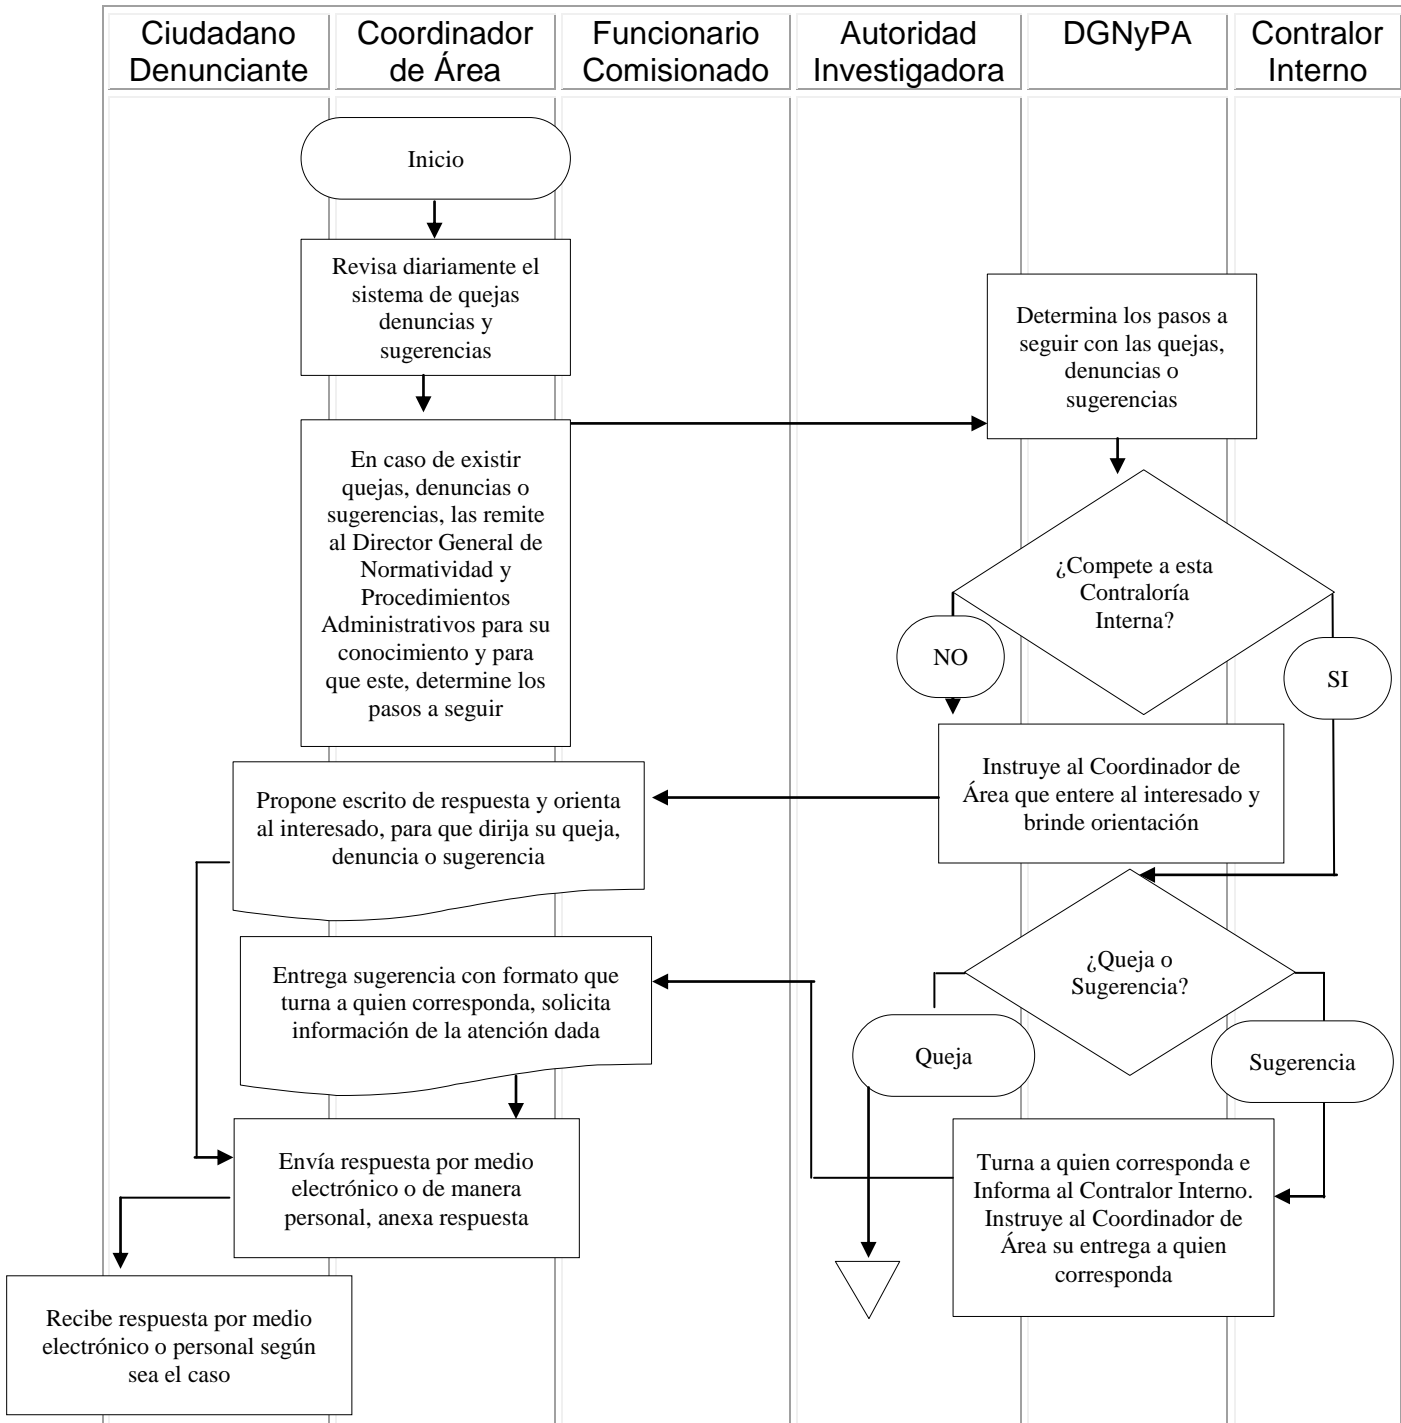 Ciudadano
Denunciante
Coordinador
de Área
Funcionario
Comisionado
Autoridad
Investigadora
DGNyPA
Contralor
Interno
Inicio
Revisa diariamente el
sistema de quejas
denuncias y
sugerencias
En caso de existir
quejas, denuncias o
sugerencias, las remite
al Director General de
Normatividad y
Procedimientos
Administrativos para su
conocimiento y para
que este, determine los
pasos a seguir
Determina los pasos a
seguir con las quejas,
denuncias o
sugerencias
¿Compete a esta
Contraloría
Interna?
NO
SI
Instruye al Coordinador de
Área que entere al interesado y
brinde orientación
Propone escrito de respuesta y orienta
al interesado, para que dirija su queja,
denuncia o sugerencia
¿Queja o
Sugerencia?
Queja
Sugerencia
Entrega sugerencia con formato que
turna a quien corresponda, solicita
información de la atención dada
Turna a quien corresponda e
Informa al Contralor Interno.
Instruye al Coordinador de
Área su entrega a quien
corresponda
Envía respuesta por medio
electrónico o de manera
personal, anexa respuesta
Recibe respuesta por medio
electrónico o personal según
sea el caso